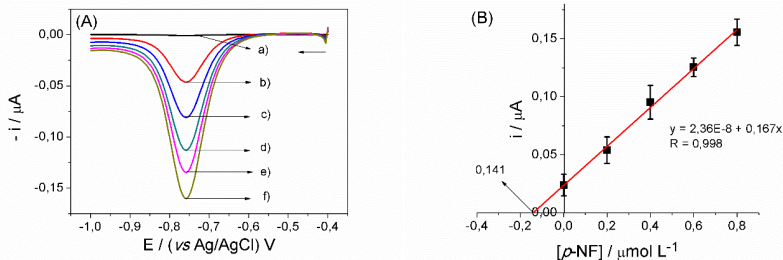 (A)
0,00
-0,05
-0,10
-0,15
- i / µA
a)
b)
c)
d)
e)
f)
-1,0 -0,9 -0,8 -0,7 -0,6 -0,5 -0,4
E / (vs Ag/AgCl) V
(B)
0,15
0,10
0,05
0,00
i / µA
y = 2,36E-8 + 0,167x
R = 0,998
0,141
-0,4 -0,2 0,0 0,2 0,4 0,6 0,8
[p-NF] / µmol L⁻¹